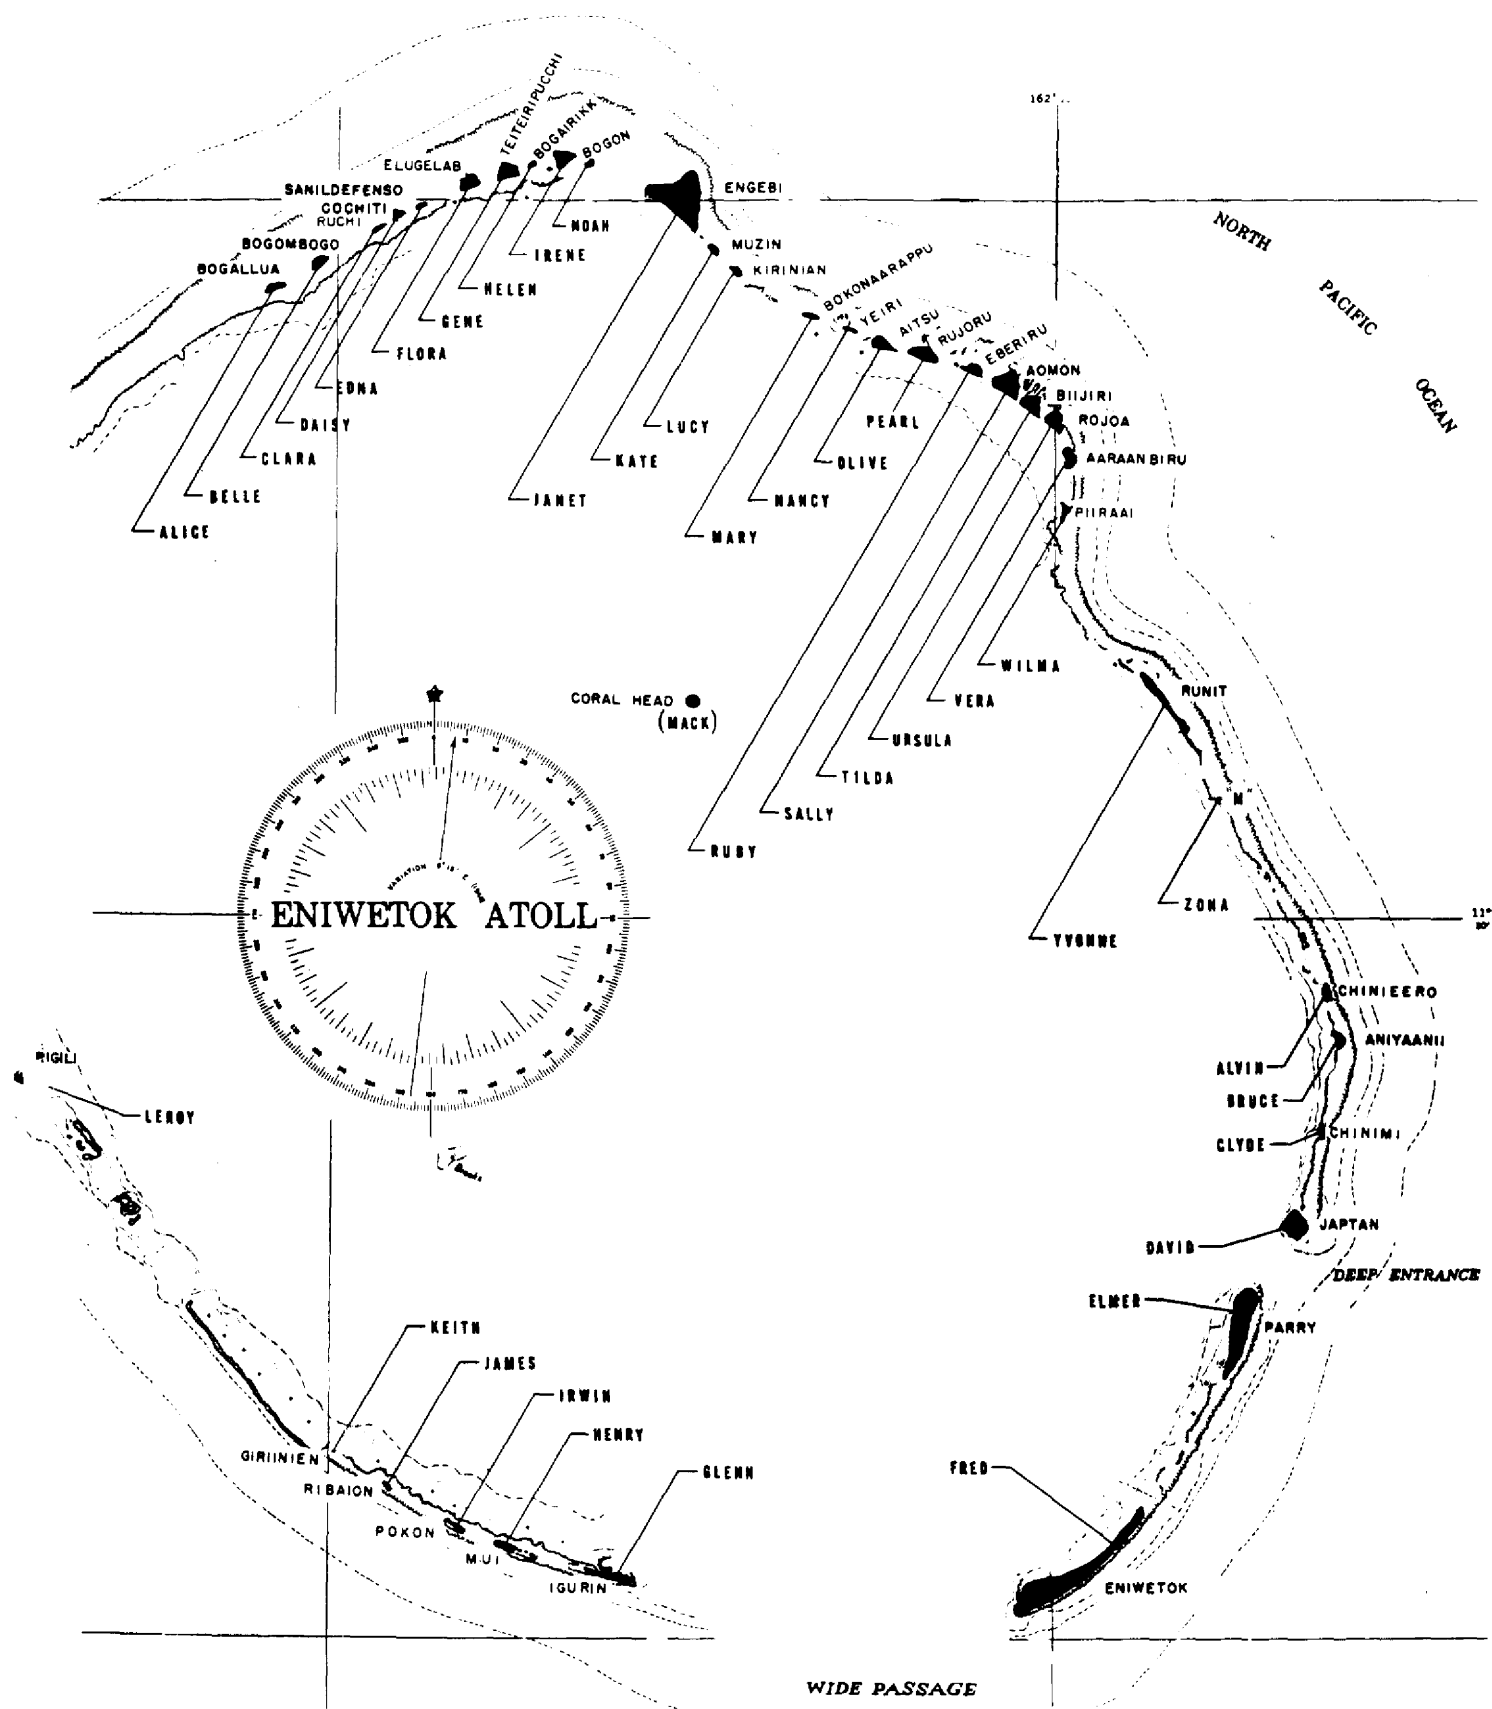 162°
TEITEIRIPUCCHI
BOGAIRIKK
BOGON
ELUGELAB
SANILDEFENSO
COCHITI
RUCHI
BOGOMBOGO
BOGALLUA
ENGEBI
MUZIN
KIRINIAN
BOKONAARAPPU
YEIRI
AITSU
RUJORU
EBERIRU
AOMON
BIIJIRI
ROJOA
AARAANBIRU
PIIRAAI
NORTH
PACIFIC
OCEAN
NOAH
IRENE
HELEN
GENE
FLORA
EDNA
DAISY
CLARA
BELLE
ALICE
LUCY
KATE
JANET
PEARL
OLIVE
NANCY
MARY
WILMA
VERA
URSULA
TILDA
SALLY
RUBY
CORAL HEAD
(MACK)
RUNIT
"M"
ZONA
YVONNE
VARIATION
ENIWETOK ATOLL
11°
CHINIEERO
ANIYAANII
ALVIN
BRUCE
CLYDE
CHINIMI
JAPTAN
DAVID
DEEP ENTRANCE
ELMER
PARRY
RIGILI
LEROY
KEITH
JAMES
IRWIN
HENRY
GLENN
GIRIINIEN
RIBAION
POKON
MUI
IGURIN
FRED
ENIWETOK
WIDE PASSAGE